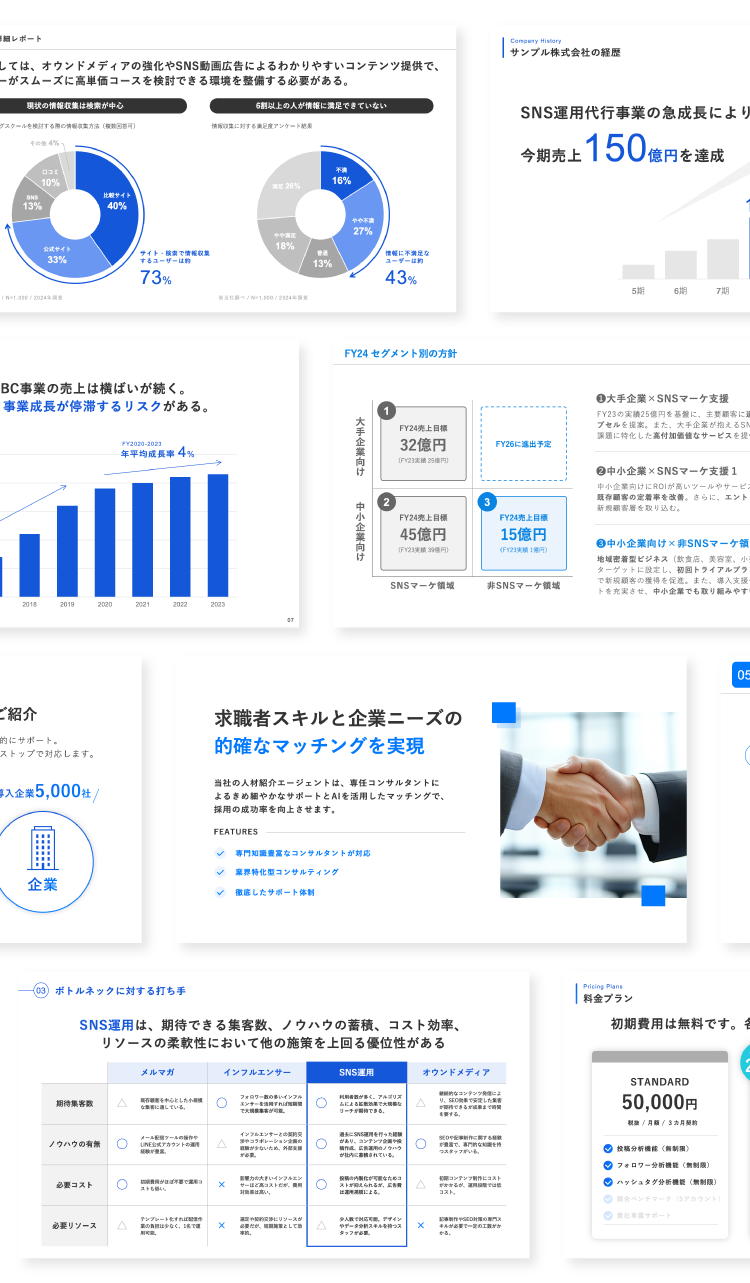 詳細レポート
しては、オウンドメディアの強化やSNS動画広告によるわかりやすいコンテンツ提供で、
ーがスムーズに高単価コースを検討できる環境を整備する必要がある。
現状の情報収集は検索が中心
グスクールを検討する際の情報収集方法（複数回答可）
その他 4%
口コミ
10%
SNS
13%
公式サイト
33%
比較サイト
40%
サイト・検索で情報収集
するユーザーは約
73%
/ N=1,000 / 2024年調査
6割以上の人が情報に満足できていない
情報収集に対する満足度アンケート結果
満足 26%
やや満足
18%
普通
13%
やや不満
27%
不満
16%
情報に不満足な
ユーザーは約
43%
※当社調べ / N=1,000 / 2024年調査
Company History
サンプル株式会社の経歴
SNS運用代行事業の急成長により
今期売上150億円を達成
5期
6期
7期
BC事業の売上は横ばいが続く。
事業成長が停滞するリスクがある。
FY2020-2023
年平均成長率 4%
2018
2019
2020
2021
2022
2023
07
FY24 セグメント別の方針
大手企業向け
中小企業向け
1
FY24売上目標
32億円
(FY23実績 25億円)
FY26に進出予定
2
FY24売上目標
45億円
(FY23実績 39億円)
3
FY24売上目標
15億円
(FY23実績 1億円)
SNSマーケ領域
非SNSマーケ領域
❶大手企業×SNSマーケ支援
FY23の実績25億円を基盤に、主要顧客に
プセルを提案。また、大手企業が抱えるSN
課題に特化した高付加価値なサービスを提
❷中小企業×SNSマーケ支援1
中小企業向けにROIが高いツールやサービス
既存顧客の定着率を改善。さらに、エント
新規顧客層を取り込む。
❸中小企業向け×非SNSマーケ領
地域密着型ビジネス（飲食店、美容室、小
ターゲットに設定し、初回トライアルプラ
で新規顧客の獲得を促進。また、導入支援
トを充実させ、中小企業でも取り組みやす
ご紹介
的にサポート。
ストップで対応します。
導入企業5,000社
企業
求職者スキルと企業ニーズの
的確なマッチングを実現
当社の人材紹介エージェントは、専任コンサルタントに
よるきめ細やかなサポートとAIを活用したマッチングで、
採用の成功率を向上させます。
FEATURES
専門知識豊富なコンサルタントが対応
業界特化型コンサルティング
徹底したサポート体制
05
03 ボトルネックに対する打ち手
SNS運用は、期待できる集客数、ノウハウの蓄積、コスト効率、
リソースの柔軟性において他の施策を上回る優位性がある
メルマガ
インフルエンサー
SNS運用
オウンドメディア
期待集客数
既存顧客を中心とした小規模
な集客に適している。
フォロワー数の多いインフル
エンサーを活用すれば短期間
で大規模集客が可能。
利用者数が多く、アルゴリズ
ムによる拡散効果で大規模な
リーチが期待できる。
継続的なコンテンツ発信によ
り、SEO効果で安定した集客
が期待できるが成果まで時間
を要する。
ノウハウの有無
メール配信ツールの操作や
LINE公式アカウントの運用
経験が豊富。
インフルエンサーとの契約交
渉やコラボレーション企画の
経験が少ないため、外部支援
が必要。
過去にSNS運用を行った経験
があり、コンテンツ企画や投
稿作成、広告運用のノウハウ
が社内に蓄積されている。
SEOや記事制作に関する経験
が豊富で、専門的な知識を持
つスタッフがいる。
必要コスト
初期費用がほぼ不要で運用コ
ストも低い。
影響力の大きいインフルエン
サーほど高コストだが、費用
対効果は高い。
投稿の内製化が可能なためコ
ストが抑えられるが、広告費
は運用規模による。
初期コンテンツ制作にコスト
がかかるが、運用段階では低
コスト。
必要リソース
テンプレート化すれば配信作
業の負担は少なく、1名で運
用可能。
選定や契約交渉にリソースが
必要だが、短期施策として効
率的。
少人数で対応可能。デザイン
やデータ分析スキルを持つス
タッフが必要。
記事制作やSEO対策の専門ス
キルが必要で一定の工数がか
かる。
Pricing Plans
料金プラン
初期費用は無料です。各
STANDARD
50,000円
税抜 / 月額 / 3カ月契約
投稿分析機能（無制限）
フォロワー分析機能（無制限）
ハッシュタグ分析機能（無制限）
競合ベンチマーク（5アカウント）
貴社専属サポート